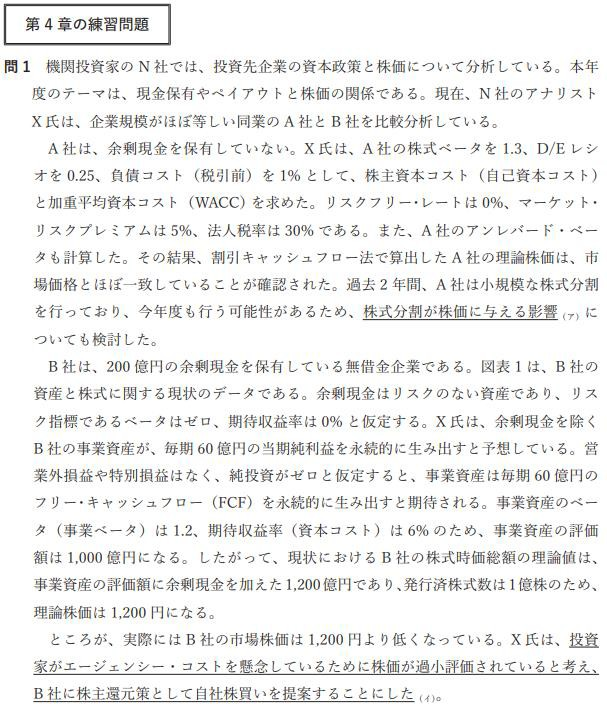 第4章の練習問題
問1 機関投資家のN社では、投資先企業の資本政策と株価について分析している。本年
度のテーマは、現金保有やペイアウトと株価の関係である。現在、N社のアナリスト
X氏は、企業規模がほぼ等しい同業のA社とB社を比較分析している。
A社は、余剰現金を保有していない。X氏は、A社の株式ベータを1.3、D/Eレシ
オを0.25、負債コスト（税引前）を1%として、株主資本コスト（自己資本コスト）
と加重平均資本コスト（WACC）を求めた。リスクフリー・レートは0%、マーケット・
リスクプレミアムは5%、法人税率は30%である。また、A社のアンレバード・ベー
タも計算した。その結果、割引キャッシュフロー法で算出したA社の理論株価は、市
場価格とほぼ一致していることが確認された。過去2年間、A社は小規模な株式分割
を行っており、今年度も行う可能性があるため、株式分割が株価に与える影響（ア）に
ついても検討した。
B社は、200億円の余剰現金を保有している無借金企業である。図表1は、B社の
資産と株式に関する現状のデータである。余剰現金はリスクのない資産であり、リス
ク指標であるベータはゼロ、期待収益率は0%と仮定する。X氏は、余剰現金を除く
B社の事業資産が、毎期60億円の当期純利益を永続的に生み出すと予想している。営
業外損益や特別損益はなく、純投資がゼロと仮定すると、事業資産は毎期60億円の
フリー・キャッシュフロー（FCF）を永続的に生み出すと期待される。事業資産のベー
タ（事業ベータ）は1.2、期待収益率（資本コスト）は6%のため、事業資産の評価
額は1,000億円になる。したがって、現状におけるB社の株式時価総額の理論値は、
事業資産の評価額に余剰現金を加えた1,200億円であり、発行済株式数は1億株のため、
理論株価は1,200円になる。
ところが、実際にはB社の市場株価は1,200円より低くなっている。X氏は、投資
家がエージェンシー・コストを懸念しているために株価が過小評価されていると考え、
B社に株主還元策として自社株買いを提案することにした（イ）。